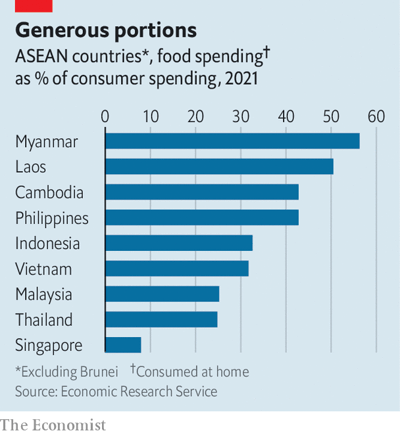 Generous portions
ASEAN countries*, food spending†
as % of consumer spending, 2021
0 10 20 30 40 50 60
Myanmar
Laos
Cambodia
Philippines
Indonesia
Vietnam
Malaysia
Thailand
Singapore
*Excluding Brunei †Consumed at home
Source: Economic Research Service
The Economist